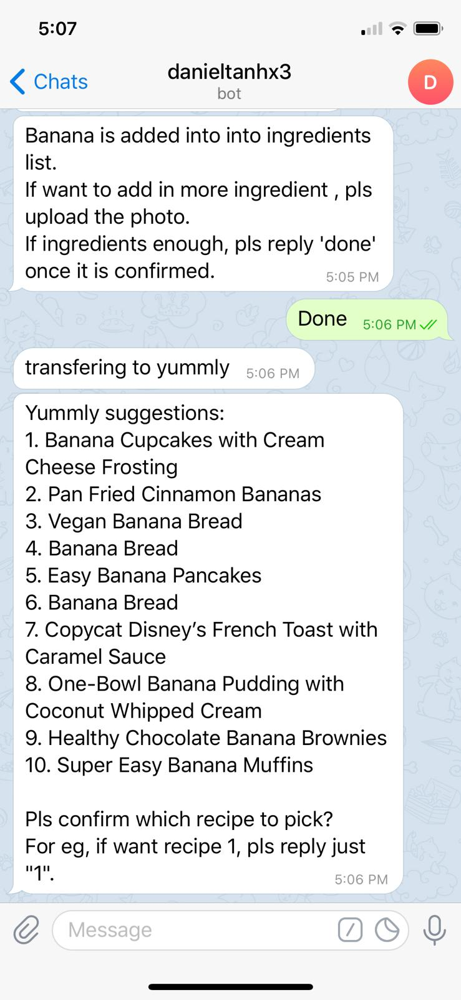 5:07
Chats
danieltanhx3
bot
D
Banana is added into into ingredients
list.
If want to add in more ingredient , pls
upload the photo.
If ingredients enough, pls reply 'done'
once it is confirmed.
5:05 PM
Done
5:06 PM
transfering to yummly
5:06 PM
Yummly suggestions:
1. Banana Cupcakes with Cream
Cheese Frosting
2. Pan Fried Cinnamon Bananas
3. Vegan Banana Bread
4. Banana Bread
5. Easy Banana Pancakes
6. Banana Bread
7. Copycat Disney’s French Toast with
Caramel Sauce
8. One-Bowl Banana Pudding with
Coconut Whipped Cream
9. Healthy Chocolate Banana Brownies
10. Super Easy Banana Muffins
Pls confirm which recipe to pick?
For eg, if want recipe 1, pls reply just
"1".
5:06 PM
Message